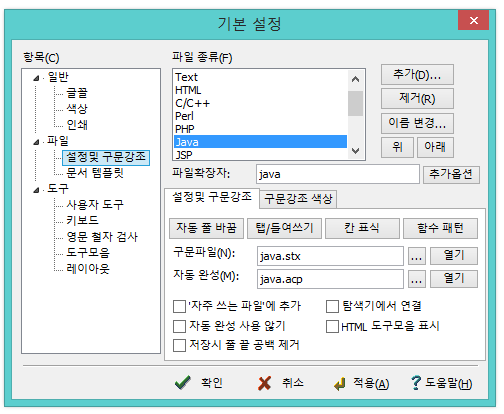 기본 설정
항목(C)
일반
글꼴
색상
인쇄
파일
설정및 구문강조
문서 템플릿
도구
사용자 도구
키보드
영문 철자 검사
도구모음
레이아웃
파일 종류(F)
Text
HTML
C/C++
Perl
PHP
Java
JSP
추가(D)...
제거(R)
이름 변경...
위 아래
파일확장자: java 추가옵션
설정및 구문강조 구문강조 색상
자동 줄 바꿈 탭/들여쓰기 칸 표식 함수 패턴
구문파일(N): java.stx ... 열기
자동 완성(M): java.acp ... 열기
'자주 쓰는 파일'에 추가 탐색기에서 연결
자동 완성 사용 않기 HTML 도구모음 표시
저장시 줄 끝 공백 제거
확인 취소 적용(A) 도움말(H)